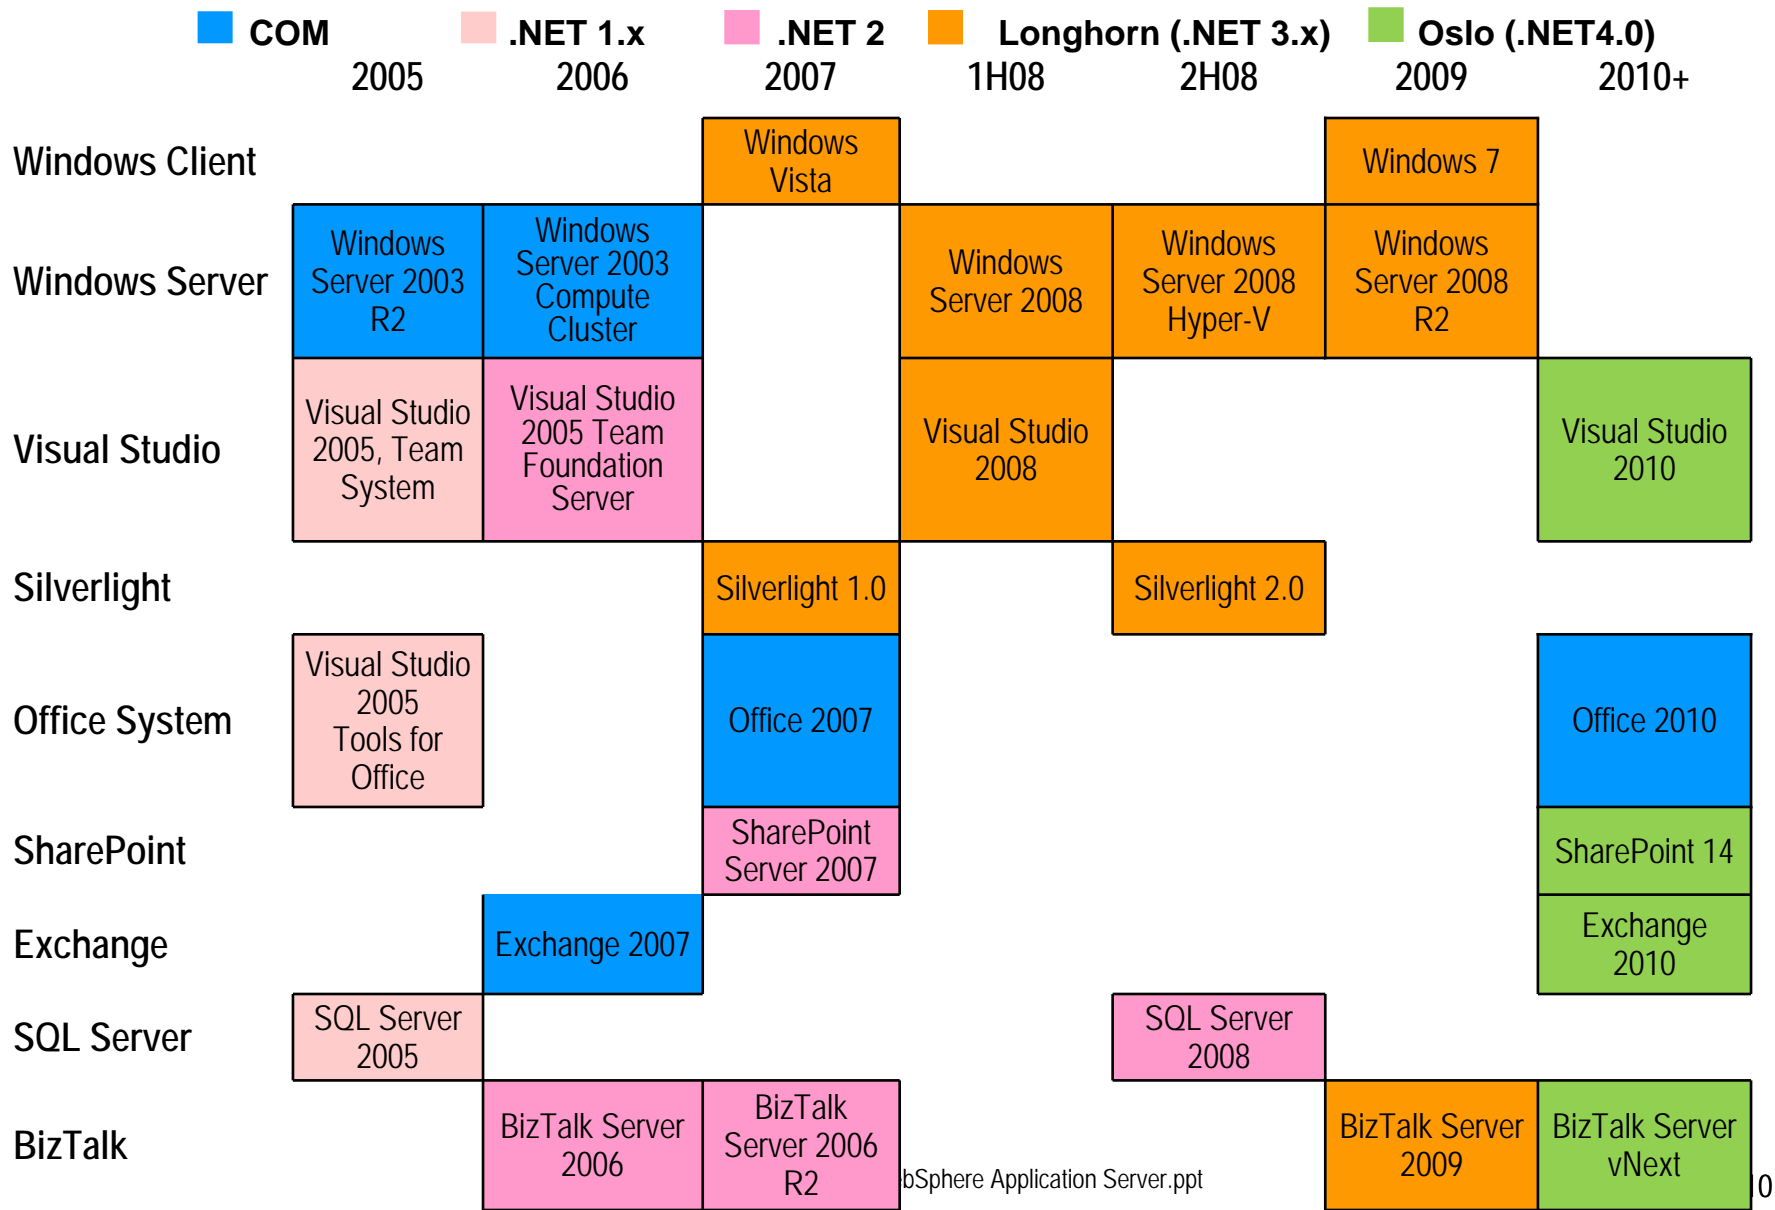 COM .NET 1.x .NET 2 Longhorn (.NET 3.x) Oslo (.NET4.0)
2005 2006 2007 1H08 2H08 2009 2010+
Windows Client
Windows
Vista
Windows 7
Windows Server
Windows
Server 2003
R2
Windows
Server 2003
Compute
Cluster
Windows
Server 2008
Windows
Server 2008
Hyper-V
Windows
Server 2008
R2
Visual Studio
Visual Studio
2005, Team
System
Visual Studio
2005 Team
Foundation
Server
Visual Studio
2008
Visual Studio
2010
Silverlight
Silverlight 1.0
Silverlight 2.0
Office System
Visual Studio
2005
Tools for
Office
Office 2007
Office 2010
SharePoint
SharePoint
Server 2007
SharePoint 14
Exchange
Exchange 2007
Exchange
2010
SQL Server
SQL Server
2005
SQL Server
2008
BizTalk
BizTalk Server
2006
BizTalk
Server 2006
R2
BizTalk Server
2009
BizTalk Server
vNext
Application Server.ppt